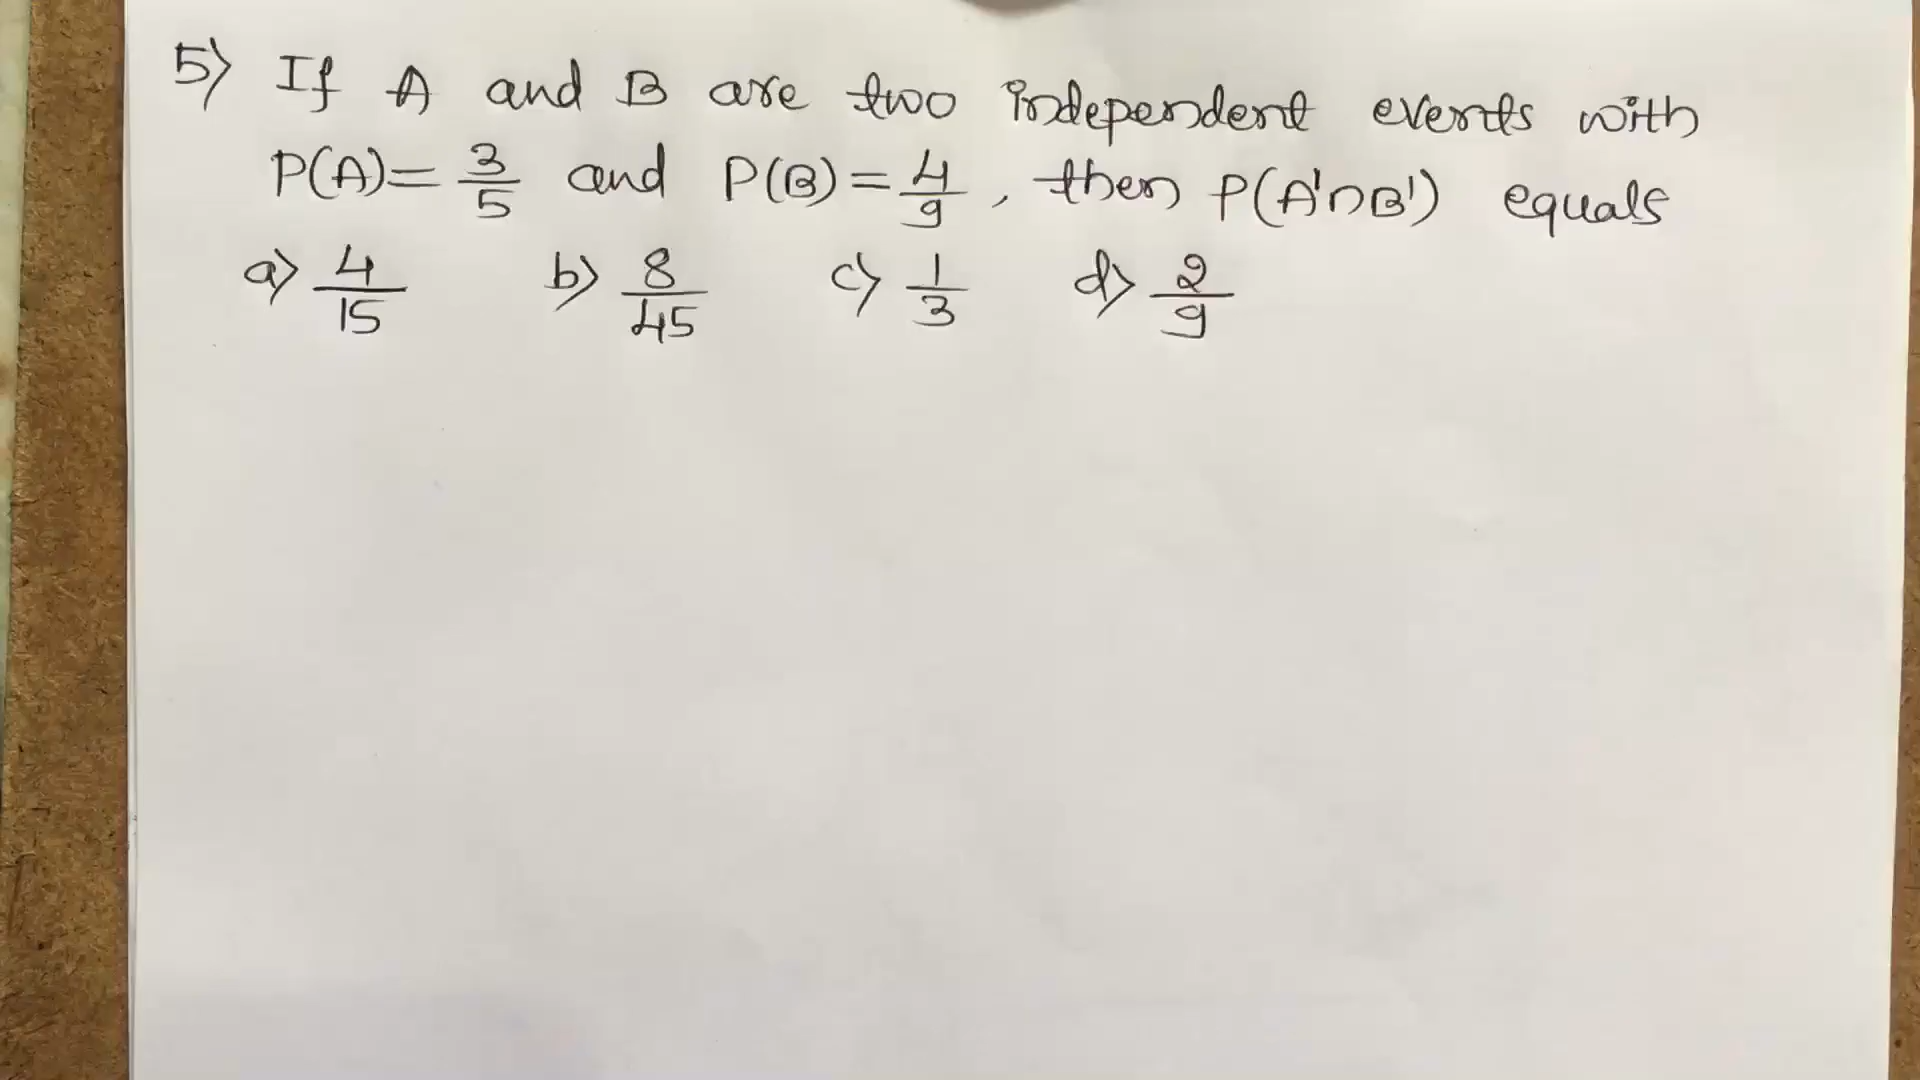 5) If A and B are two independent events with
P(A)= 3/5 and P(B)= 4/9, then P(A'∩B') equals
a) 4/15 b) 8/45 c) 1/3 d) 2/9